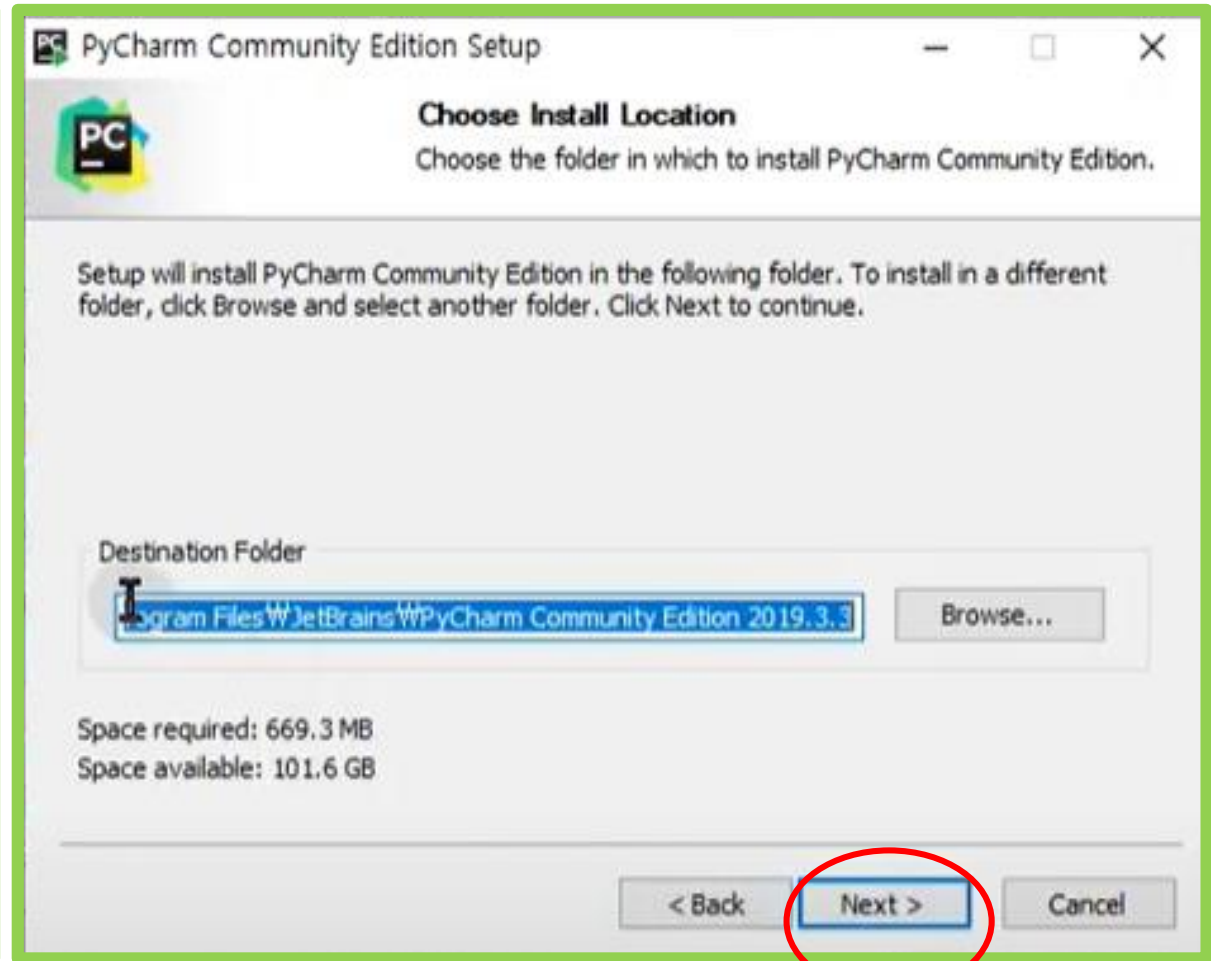 PyCharm Community Edition Setup
PC
Choose Install Location
Choose the folder in which to install PyCharm Community Edition.
Setup will install PyCharm Community Edition in the following folder. To install in a different
folder, click Browse and select another folder. Click Next to continue.
Destination Folder
ogram Files₩JetBrains₩PyCharm Community Edition 2019.3.3
Browse...
Space required: 669.3 MB
Space available: 101.6 GB
< Back
Next >
Cancel